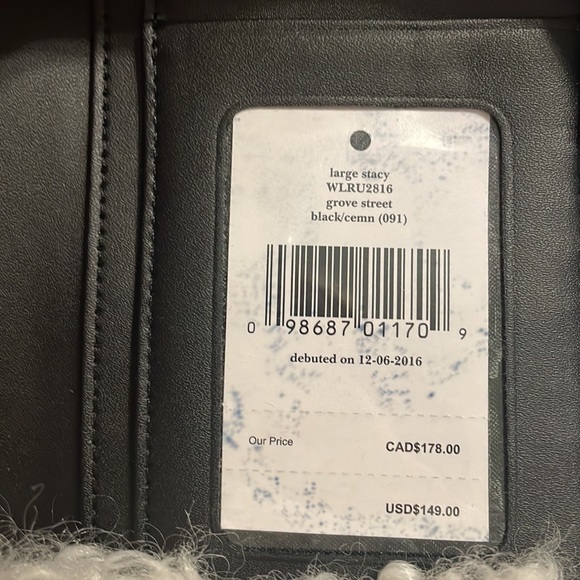 large stacy
WLRU2816
grove street
black/cemn (091)
0 98687 01170 9
debuted on 12-06-2016
Our Price CAD$178.00
USD$149.00